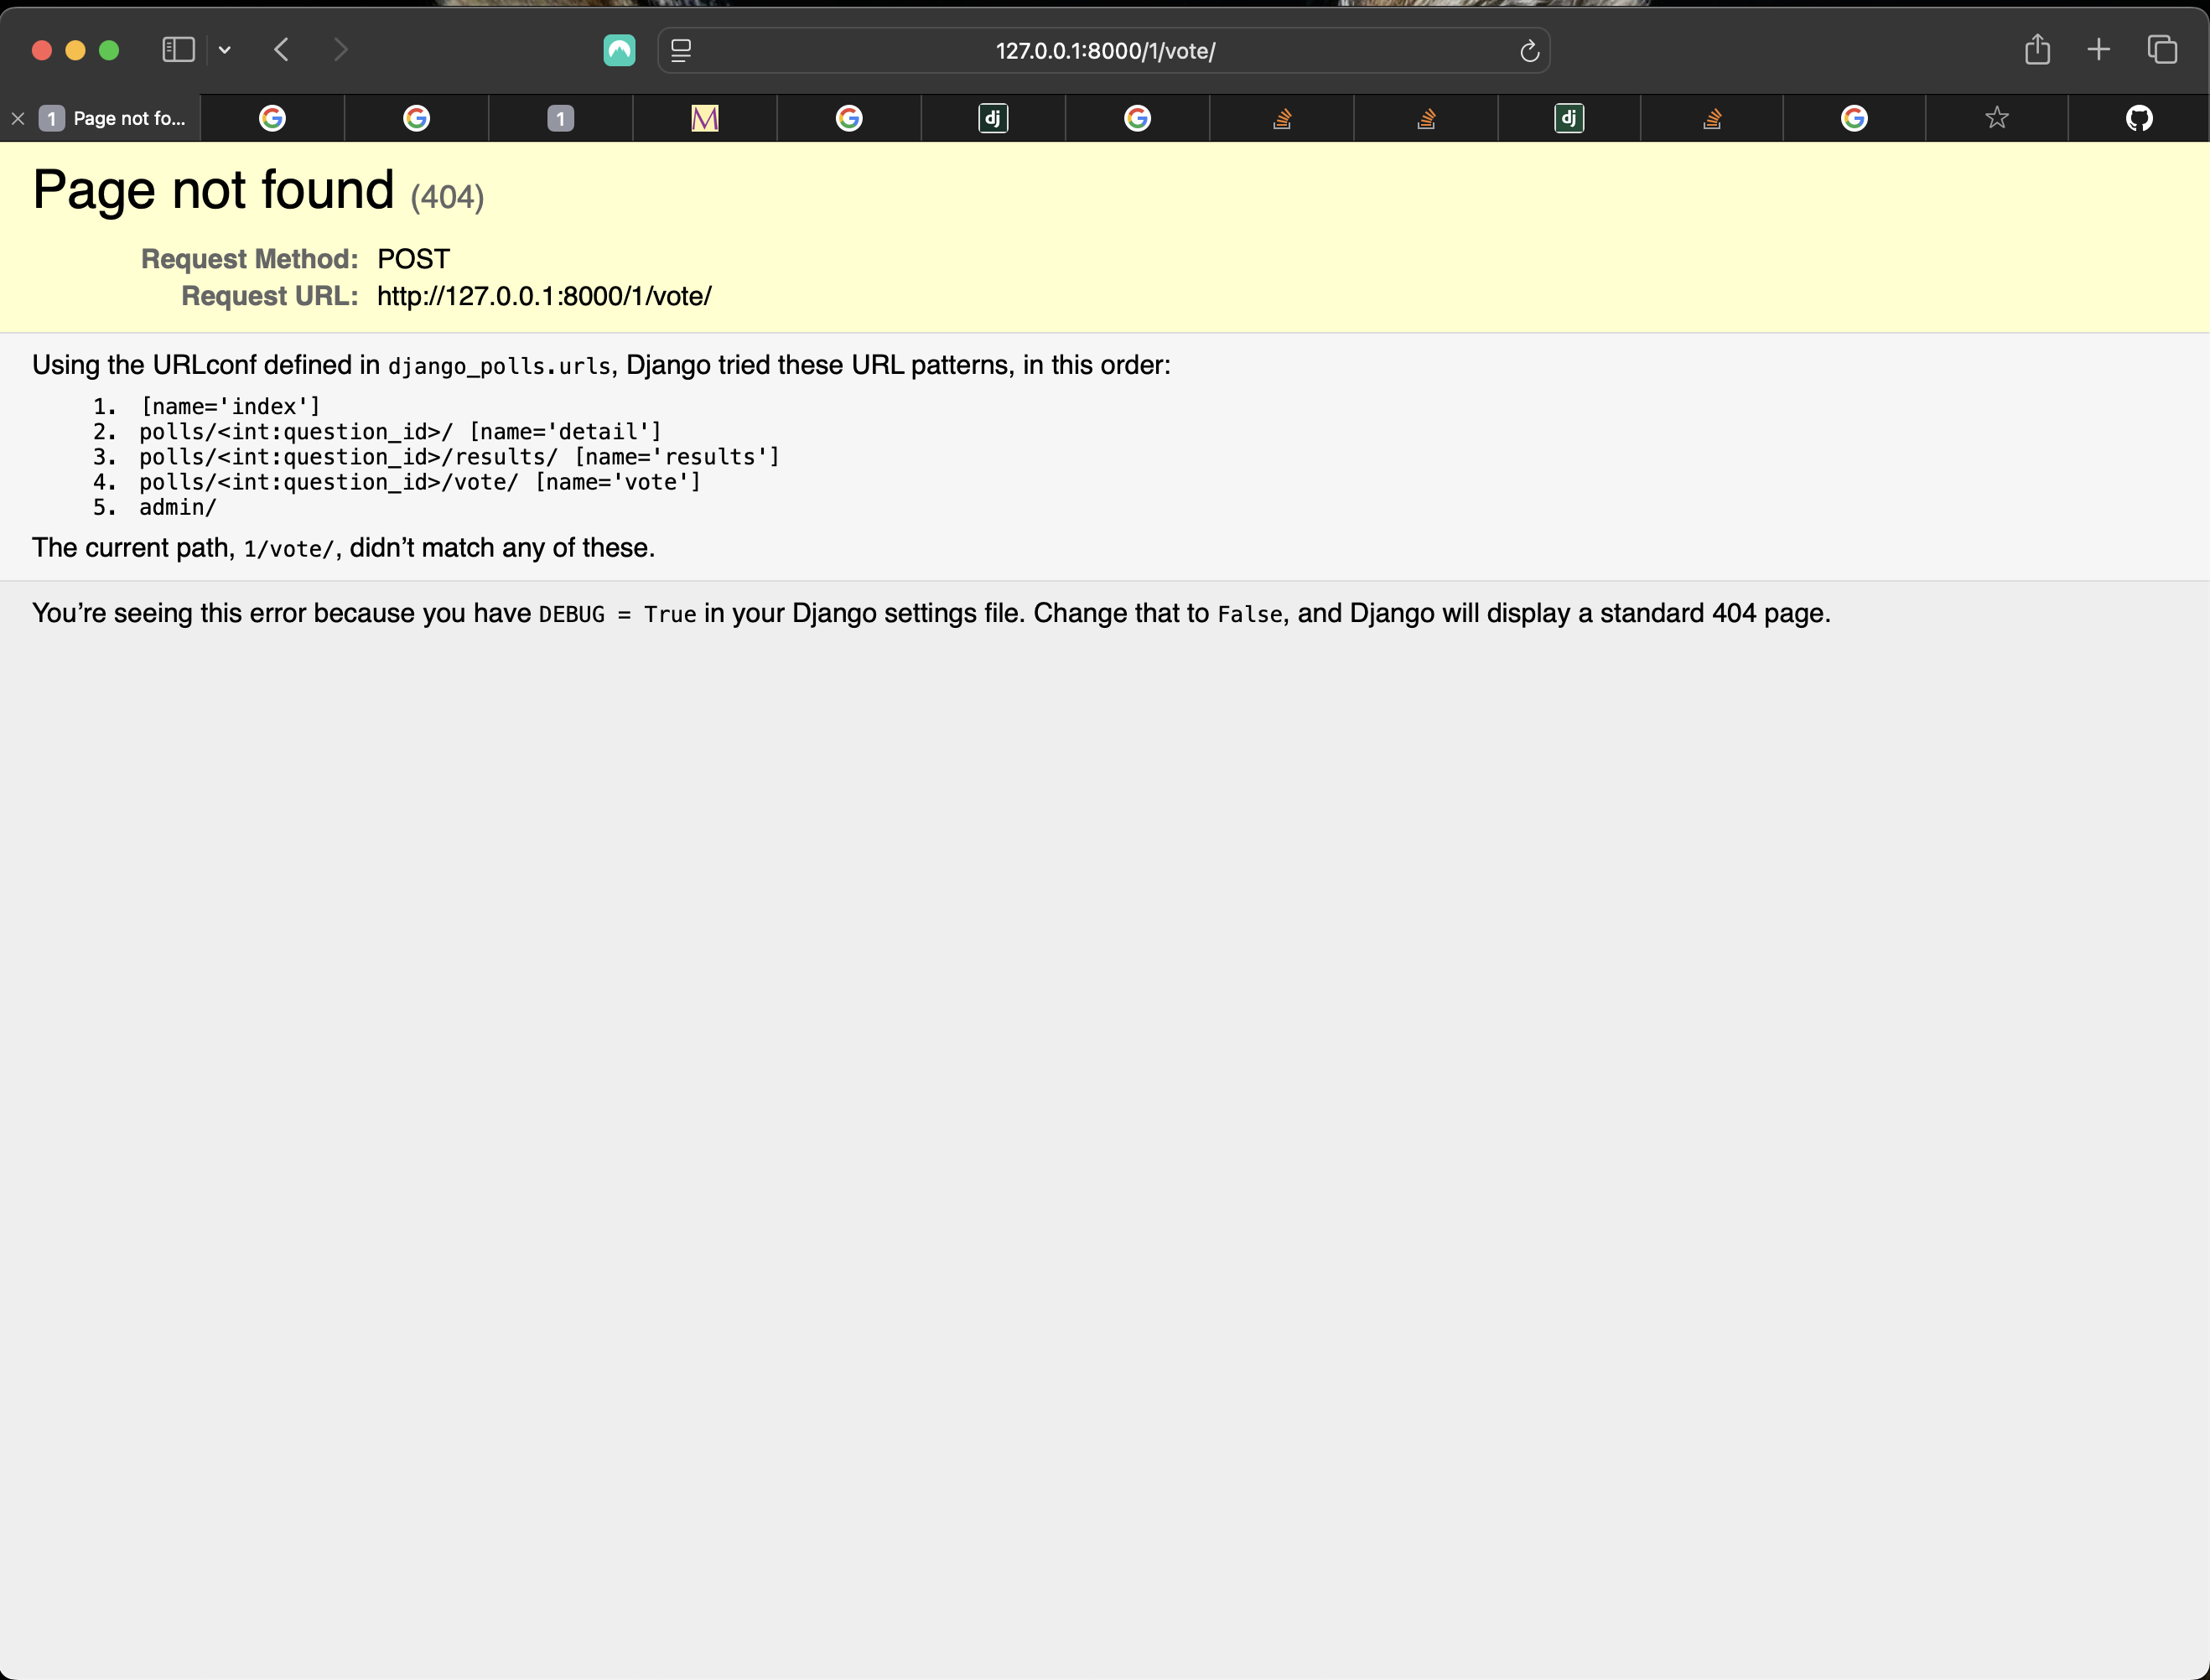 127.0.0.1:8000/1/vote/
1 Page not fo... 1 M dj dj
Page not found (404)
Request Method: POST
Request URL: http://127.0.0.1:8000/1/vote/
Using the URLconf defined in django_polls.urls, Django tried these URL patterns, in this order:
1. [name='index']
2. polls/<int:question_id>/ [name='detail']
3. polls/<int:question_id>/results/ [name='results']
4. polls/<int:question_id>/vote/ [name='vote']
5. admin/
The current path, 1/vote/, didn’t match any of these.
You’re seeing this error because you have DEBUG = True in your Django settings file. Change that to False, and Django will display a standard 404 page.